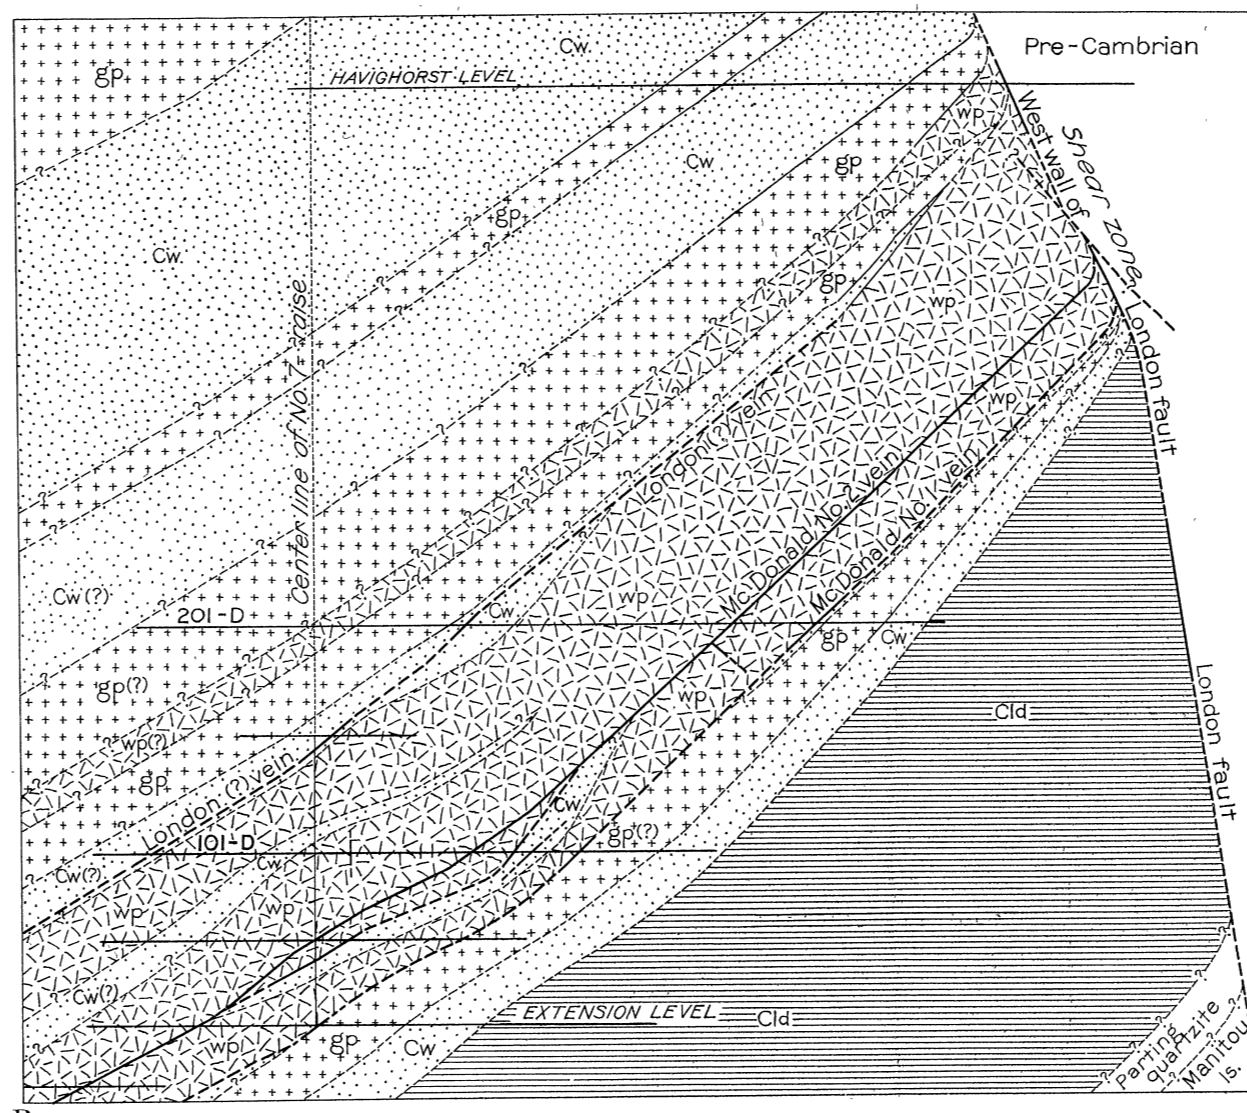 Pre-Cambrian
Cw
gp
HAVIGHORST LEVEL
wp
West wall of
Shear zone
Cw
gp
gp
Cw
gp
wp
London fault
Center line of No. 7 raise
London (?) vein
wp
McDonald No. 2 vein
McDonald No. 1 vein
Cw (?)
wp
Cw
201-D
gp
Cw
gp(?)
wp
London fault
Cld
wp(?)
gp
London (?) vein
Cw
gp(?)
101-D
Cw
Cw(?)
wp
wp
Cw(?)
EXTENSION LEVEL
Cld
wp
gp
Cw
Parting
quartzite
Manitou
ls.
B